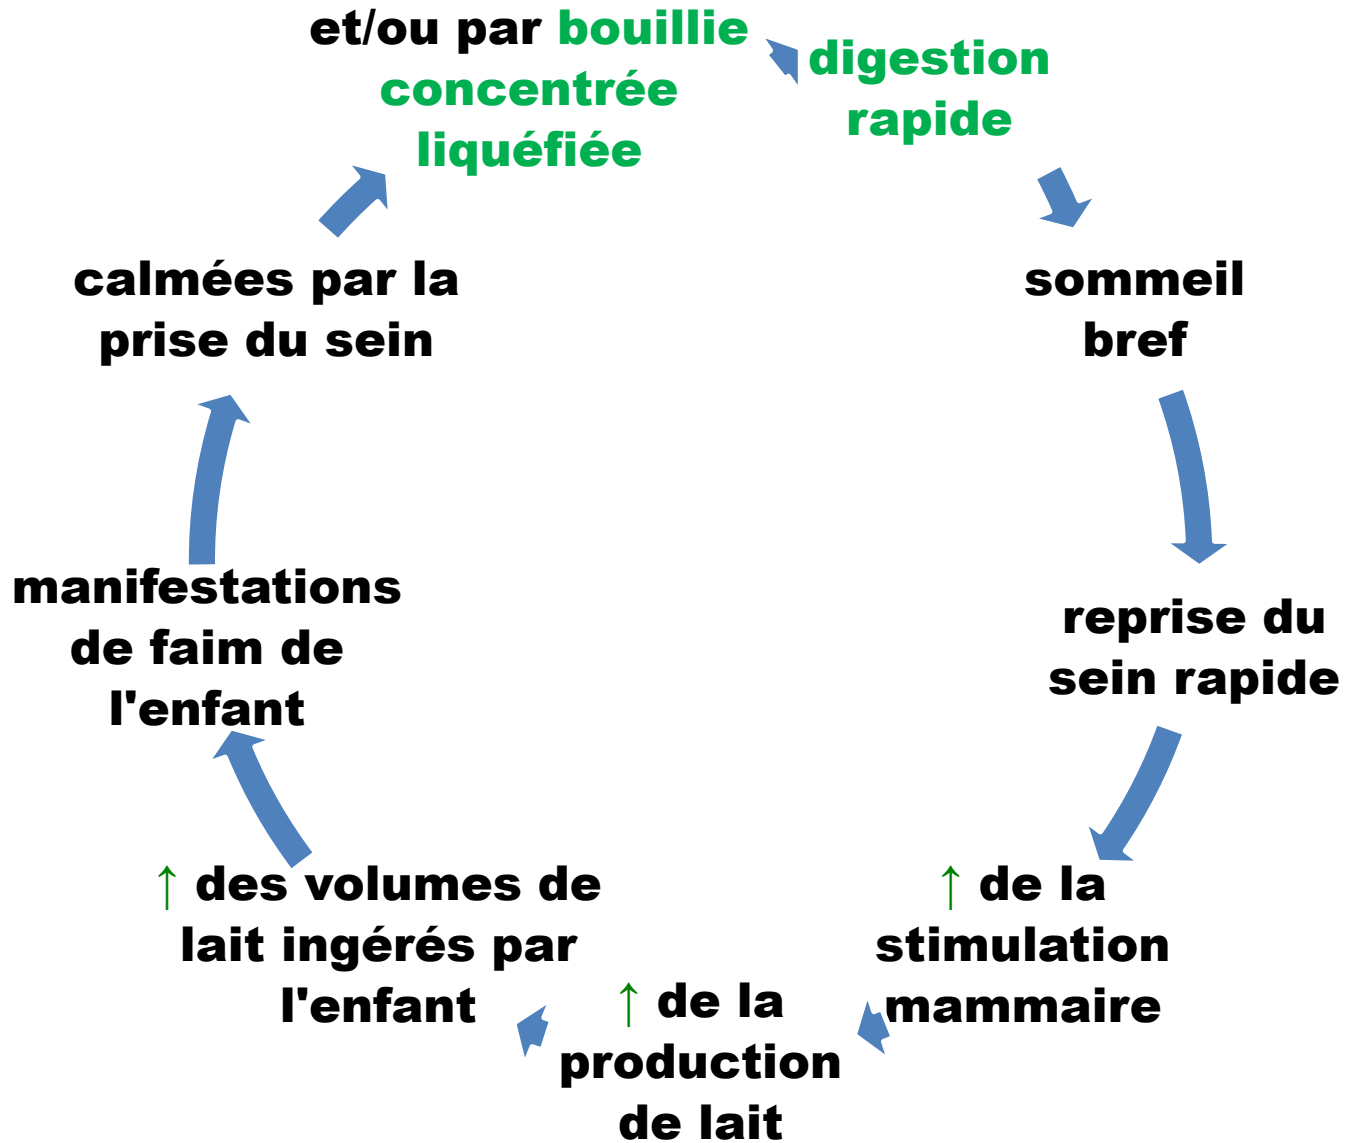 et/ou par bouillie
concentrée
liquéfiée
digestion
rapide
sommeil
bref
reprise du
sein rapide
↑ de la
stimulation
mammaire
↑ de la
production
de lait
↑ des volumes de
lait ingérés par
l'enfant
manifestations
de faim de
l'enfant
calmées par la
prise du sein